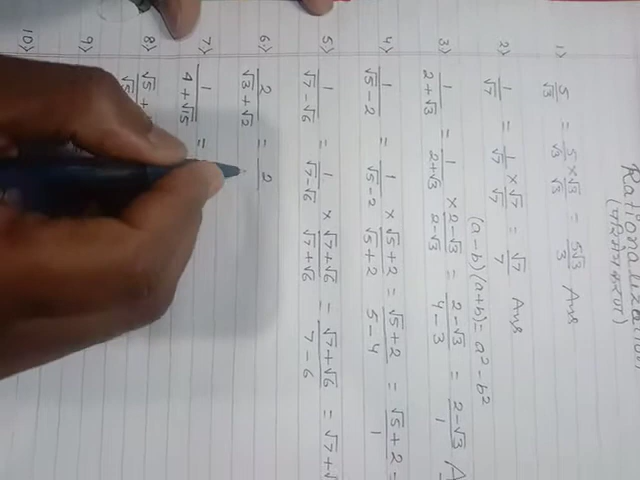 Rationalization
(परिमेयकरण)
1) 5/√3 = 5/√3 × √3/√3 = 5√3/3 Ans
2) 1/√7 = 1/√7 × √7/√7 = √7/7 Ans
(a-b)(a+b) = a² - b²
3) 1/(2+√3) = 1/(2+√3) × (2-√3)/(2-√3) = (2-√3)/(4-3) = (2-√3)/1
4) 1/(√5-2) = 1/(√5-2) × (√5+2)/(√5+2) = (√5+2)/(5-4) = (√5+2)/1
5) 1/(√7-√6) = 1/(√7-√6) × (√7+√6)/(√7+√6) = (√7+√6)/(7-6) = √7+√
6) 2/(√3+√2) = 2
7) 1/(4+√15) =
8) √5+ / √5
9)
10)